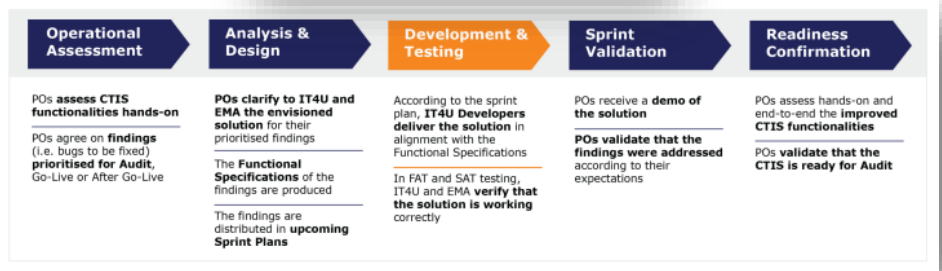 Operational
Assessment
POs assess CTIS
functionalities hands-on
POs agree on findings
(i.e. bugs to be fixed)
prioritised for Audit,
Go-Live or After Go-Live
Analysis &
Design
POs clarify to IT4U and
EMA the envisioned
solution for their
prioritised findings
The Functional
Specifications of the
findings are produced
The findings are
distributed in upcoming
Sprint Plans
Development &
Testing
According to the sprint
plan, IT4U Developers
deliver the solution in
alignment with the
Functional Specifications
In FAT and SAT testing,
IT4U and EMA verify that
the solution is working
correctly
Sprint
Validation
POs receive a demo of
the solution
POs validate that the
findings were addressed
according to their
expectations
Readiness
Confirmation
POs assess hands-on and
end-to-end the improved
CTIS functionalities
POs validate that the
CTIS is ready for Audit